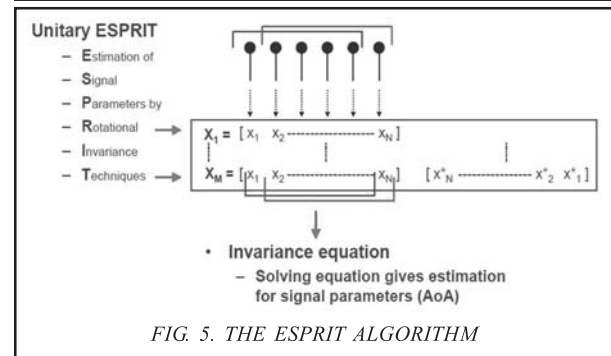 Unitary ESPRIT
– Estimation of
– Signal
– Parameters by
– Rotational
– Invariance
– Techniques
X1 = [ x1 x2 ---------------- xN ]
XM = [ x1 x2 ---------------- xN ] [ x*N ---------------- x*2 x*1 ]
• Invariance equation
– Solving equation gives estimation
for signal parameters (AoA)
FIG. 5. THE ESPRIT ALGORITHM